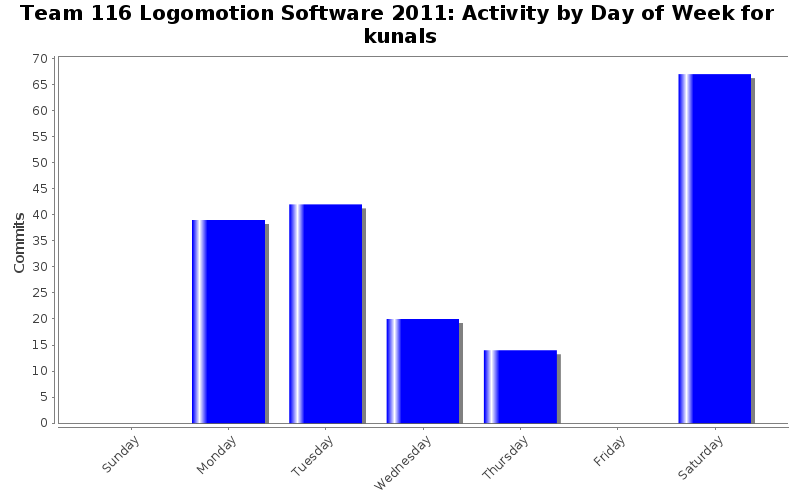 Team 116 Logomotion Software 2011: Activity by Day of Week for
kunals
70
65
60
55
50
45
40
35
30
25
20
15
10
5
0
Commits
Sunday
Monday
Tuesday
Wednesday
Thursday
Friday
Saturday